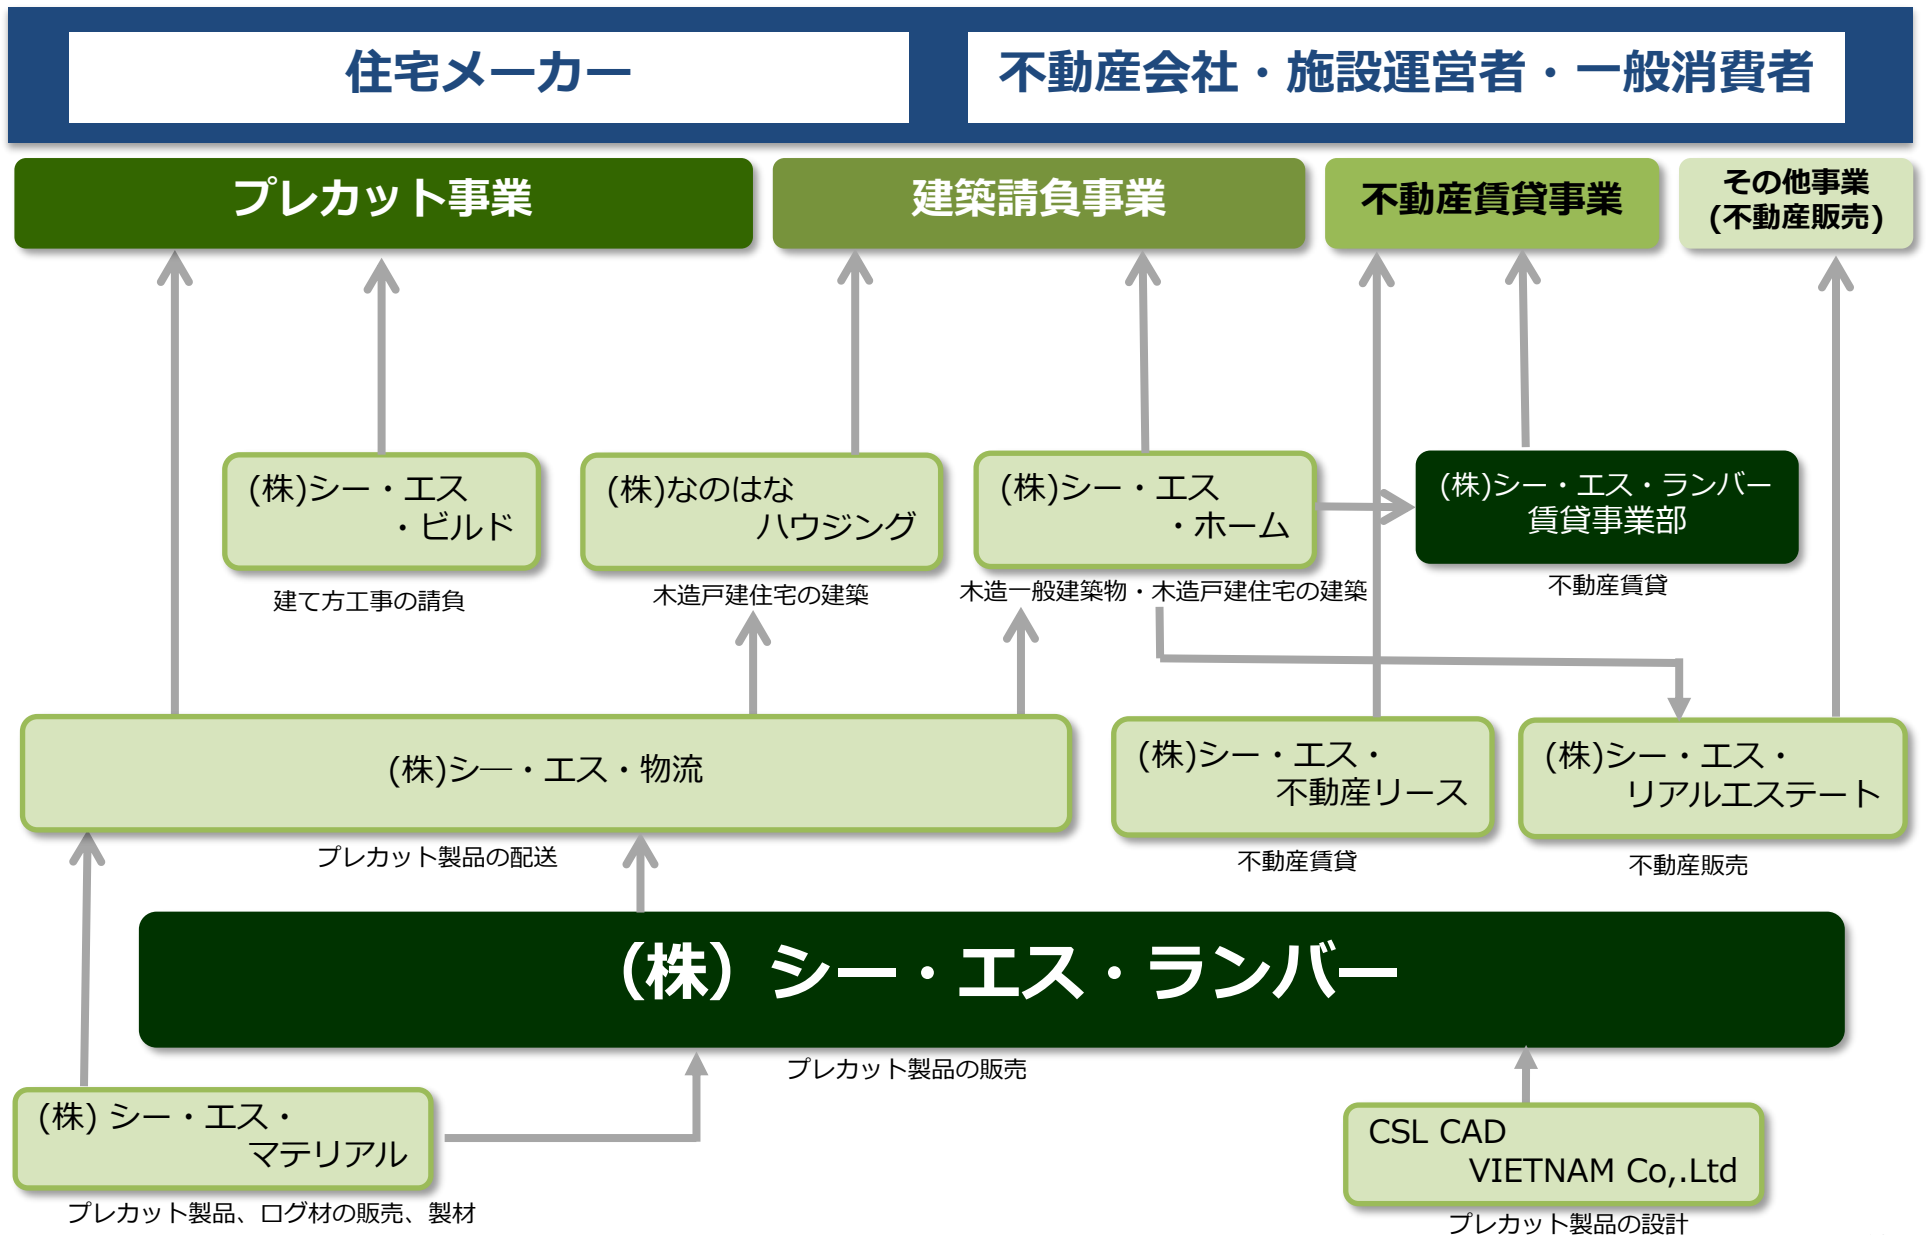 住宅メーカー
不動産会社・施設運営者・一般消費者
プレカット事業
建築請負事業
不動産賃貸事業
その他事業
(不動産販売)
(株)シー・エス
・ビルド
建て方工事の請負
(株)なのはな
ハウジング
木造戸建住宅の建築
(株)シー・エス
・ホーム
木造一般建築物・木造戸建住宅の建築
(株)シー・エス・ランバー
賃貸事業部
不動産賃貸
(株)シ―・エス・物流
プレカット製品の配送
(株)シー・エス・
不動産リース
不動産賃貸
(株)シー・エス・
リアルエステート
不動産販売
（株）シー・エス・ランバー
プレカット製品の販売
(株) シー・エス・
マテリアル
プレカット製品、ログ材の販売、製材
CSL CAD
VIETNAM Co,.Ltd
プレカット製品の設計